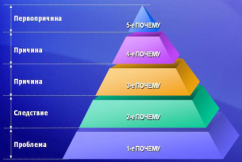 Первопричина
5-е ПОЧЕМУ
Причина
4-е ПОЧЕМУ
Причина
3-е ПОЧЕМУ
Следствие
2-е ПОЧЕМУ
Проблема
1-е ПОЧЕМУ